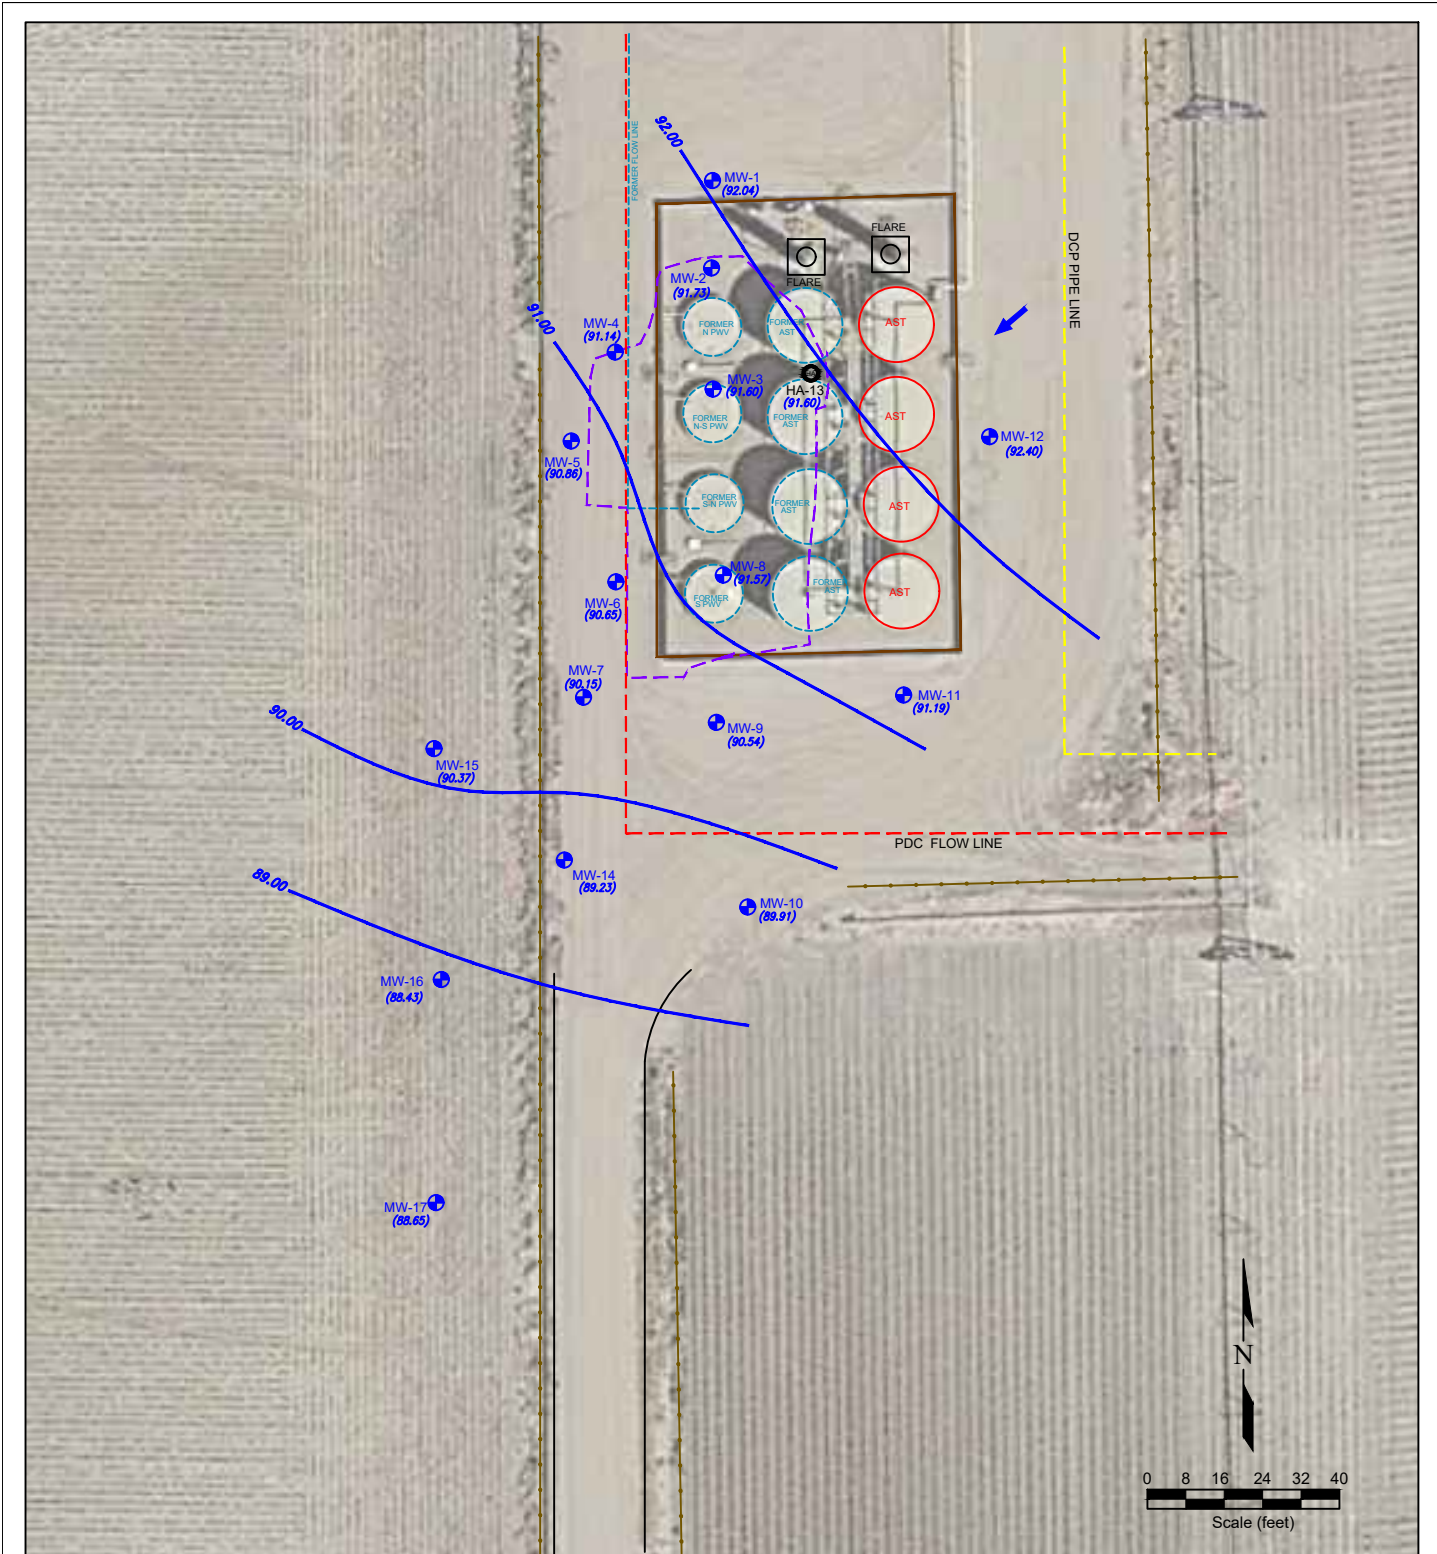 92.00
FORMER FLOW LINE
MW-1
(92.04)
FLARE
DCP PIPE LINE
MW-2
(91.73)
FLARE
91.00
MW-4
(91.14)
FORMER
N PWV
FORMER
AST
AST
MW-3
(91.60)
HA-13
(91.60)
FORMER
N-S PWV
FORMER
AST
AST
MW-12
(92.40)
MW-5
(90.86)
FORMER
S-N PWV
FORMER
AST
AST
MW-8
(91.57)
FORMER
S PWV
FORMER
AST
AST
MW-6
(90.65)
MW-7
(90.15)
MW-11
(91.19)
90.00
MW-9
(90.54)
MW-15
(90.37)
PDC FLOW LINE
89.00
MW-14
(89.23)
MW-10
(89.91)
MW-16
(88.43)
MW-17
(88.65)
N
0 8 16 24 32 40
Scale (feet)